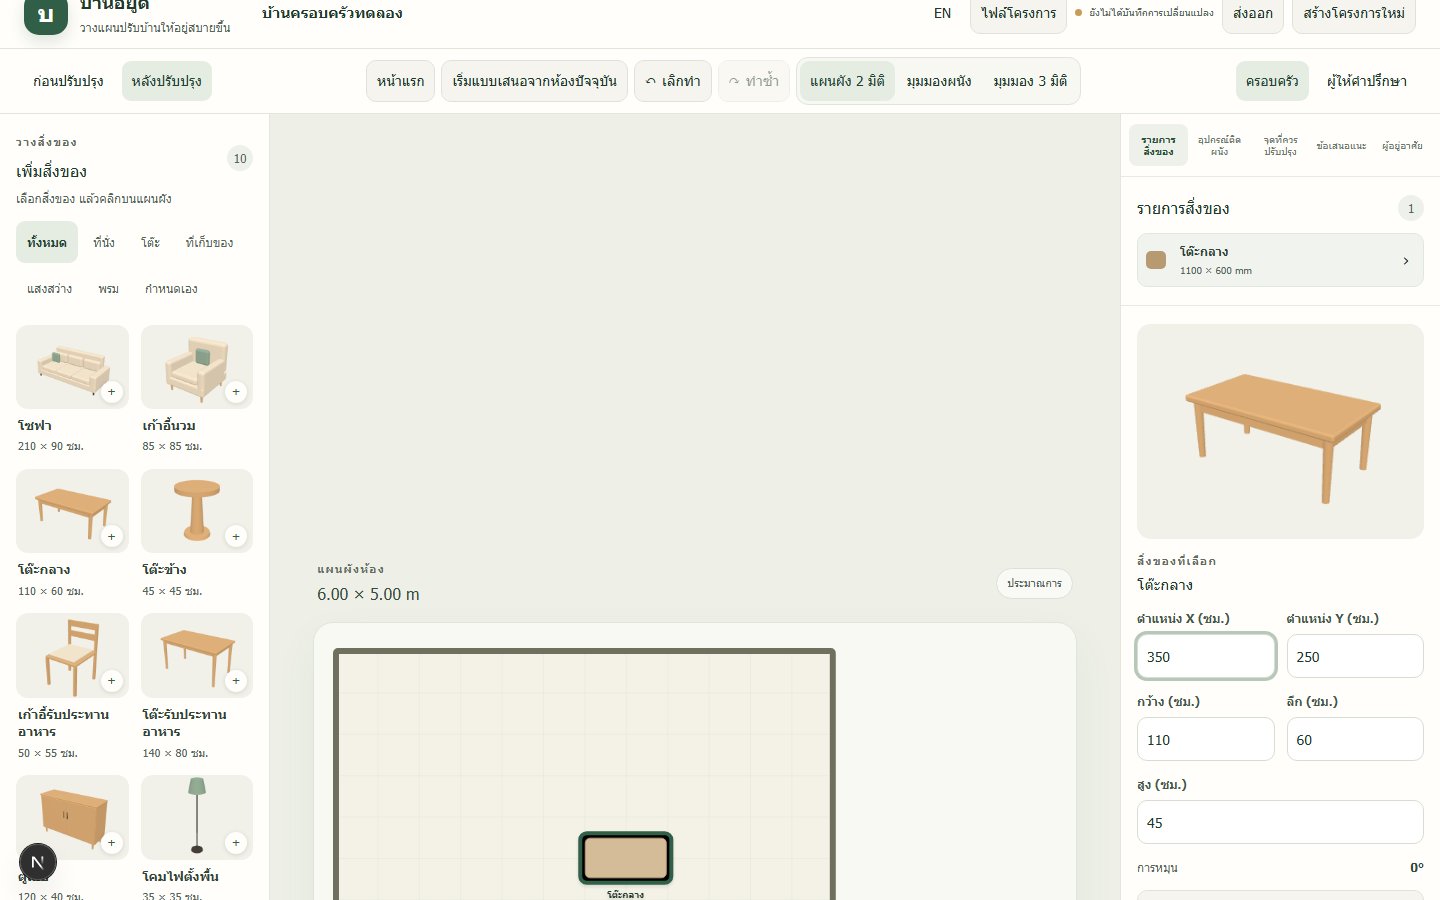 บ
บ้านอยู่ดี
วางแผนปรับบ้านให้อยู่สบายขึ้น
บ้านครอบครัวทดลอง
EN
ไฟล์โครงการ
ยังไม่ได้บันทึกการเปลี่ยนแปลง
ส่งออก
สร้างโครงการใหม่
ก่อนปรับปรุง
หลังปรับปรุง
หน้าแรก
เริ่มแบบเสนอจากห้องปัจจุบัน
↶ เลิกทำ
↷ ทำซ้ำ
แผนผัง 2 มิติ
มุมมองผนัง
มุมมอง 3 มิติ
ครอบครัว
ผู้ให้คำปรึกษา
วางสิ่งของ
เพิ่มสิ่งของ
10
เลือกสิ่งของ แล้วคลิกบนแผนผัง
ทั้งหมด
ที่นั่ง
โต๊ะ
ที่เก็บของ
แสงสว่าง
พรม
กำหนดเอง
+
+
โซฟา
210 × 90 ซม.
เก้าอี้นวม
85 × 85 ซม.
+
+
โต๊ะกลาง
110 × 60 ซม.
โต๊ะข้าง
45 × 45 ซม.
+
+
เก้าอี้รับประทาน
อาหาร
50 × 55 ซม.
โต๊ะรับประทาน
อาหาร
140 × 80 ซม.
+
+
N
120 × 40 ซม.
โคมไฟตั้งพื้น
35 × 35 ซม.
แผนผังห้อง
6.00 × 5.00 m
ประมาณการ
โต๊ะกลาง
รายการ
สิ่งของ
อุปกรณ์ติด
ผนัง
จุดที่ควร
ปรับปรุง
ข้อเสนอแนะ
ผู้อยู่อาศัย
รายการสิ่งของ
1
โต๊ะกลาง
1100 × 600 mm
›
สิ่งของที่เลือก
โต๊ะกลาง
ตำแหน่ง X (ซม.)
ตำแหน่ง Y (ซม.)
350
250
กว้าง (ซม.)
ลึก (ซม.)
110
60
สูง (ซม.)
45
การหมุน
0°